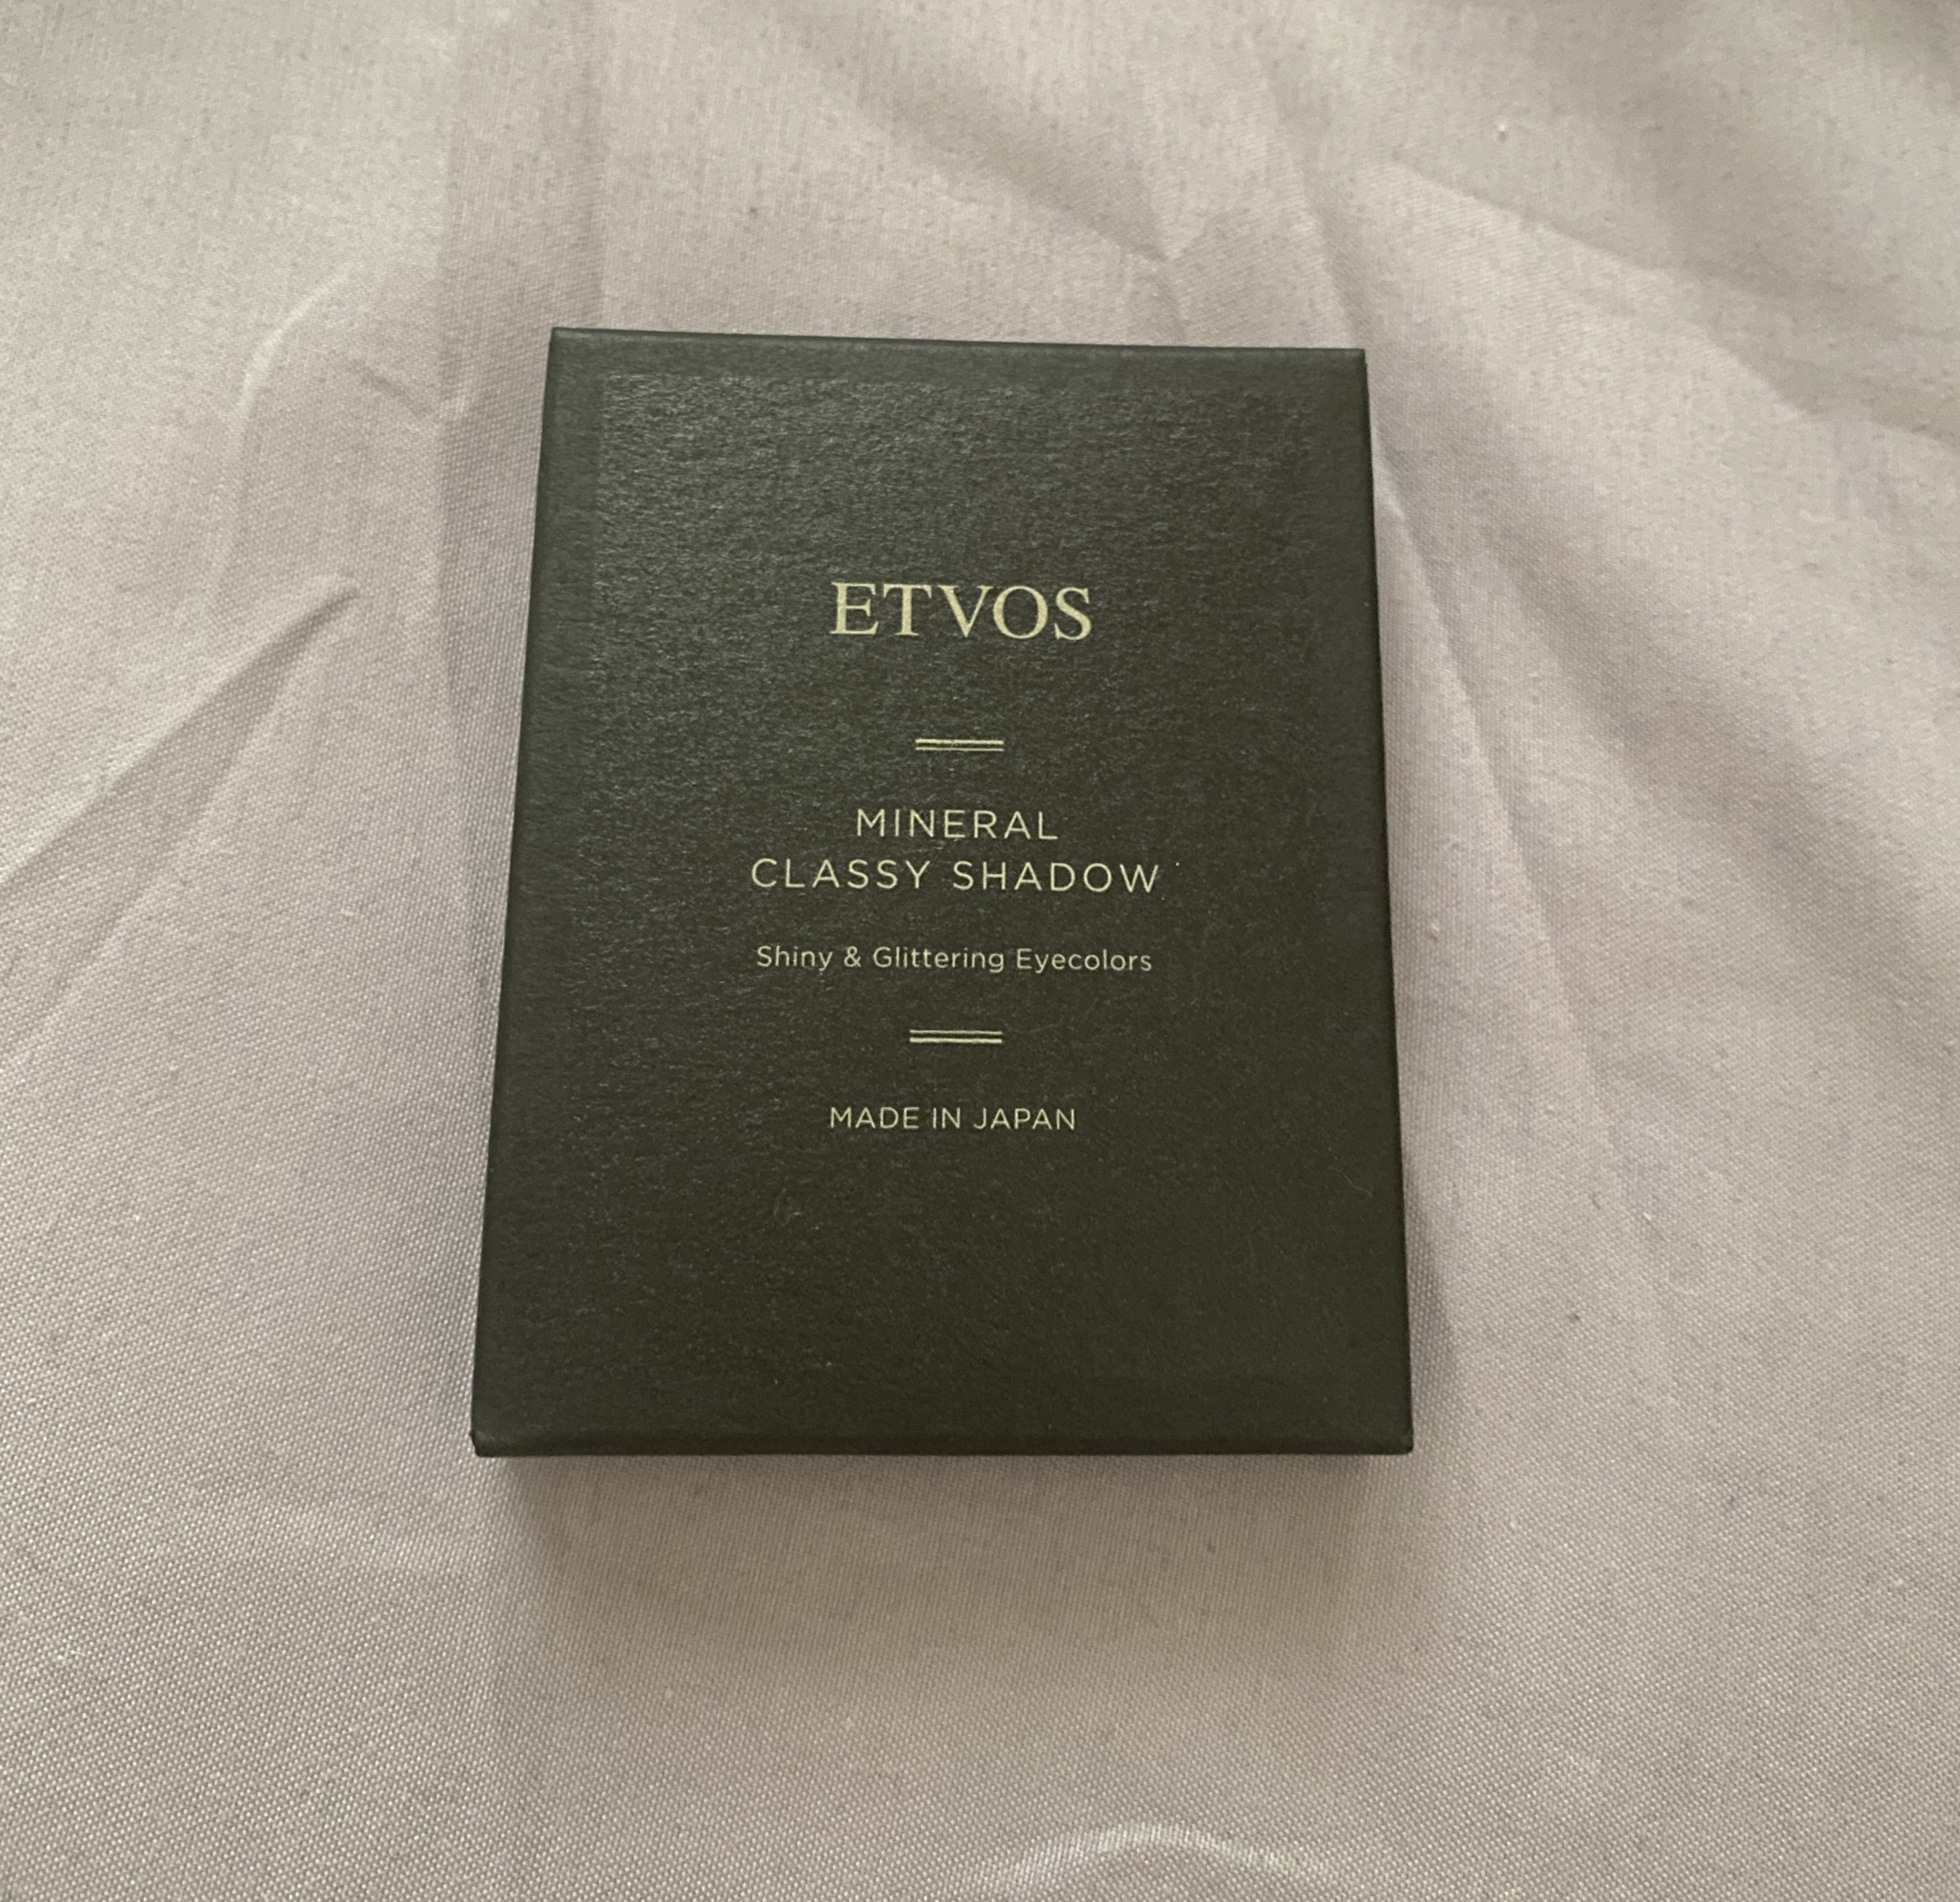 ETVOS
MINERAL
CLASSY SHADOW
Shiny & Glittering Eyecolors
MADE IN JAPAN